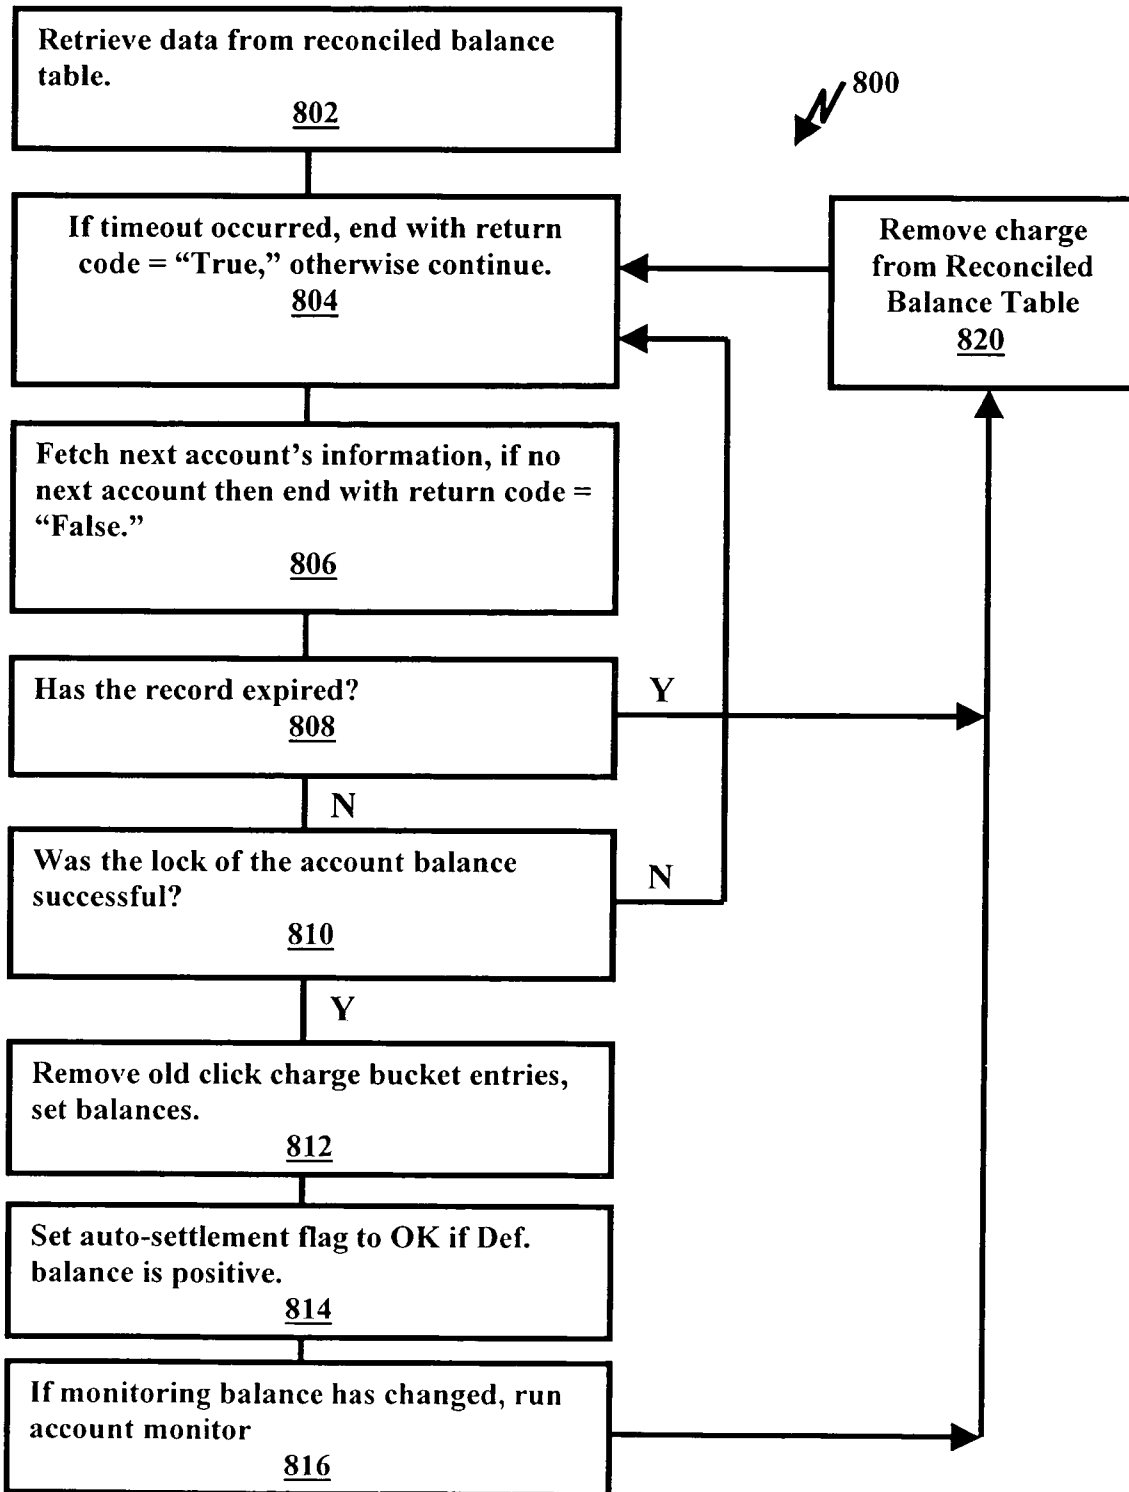 Retrieve data from reconciled balance
table.
802
800
If timeout occurred, end with return
code = “True,” otherwise continue.
804
Remove charge
from Reconciled
Balance Table
820
Fetch next account’s information, if no
next account then end with return code =
“False.”
806
Has the record expired?
808
Y
N
Was the lock of the account balance
successful?
810
N
Y
Remove old click charge bucket entries,
set balances.
812
Set auto-settlement flag to OK if Def.
balance is positive.
814
If monitoring balance has changed, run
account monitor
816